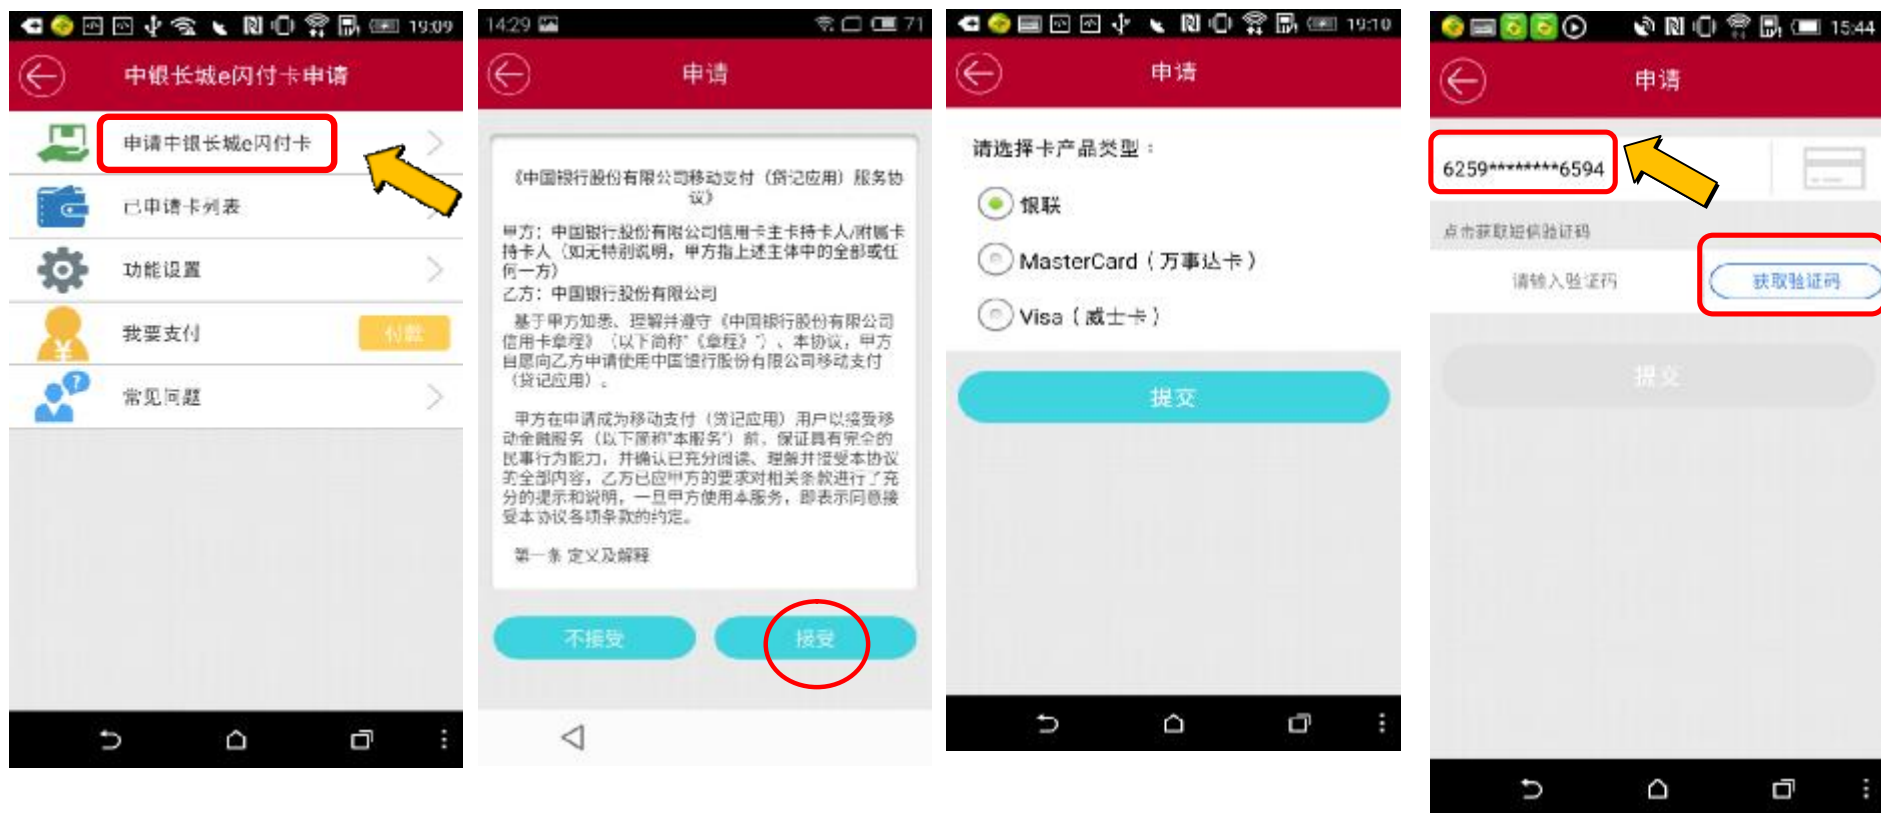 19:09
中银长城e闪付卡申请
申请中银长城e闪付卡
已申请卡列表
功能设置
我要支付
付款
常见问题
14:29
71
申请
《中国银行股份有限公司移动支付（贷记应用）服务协
议》
甲方：中国银行股份有限公司信用卡主卡持卡人/附属卡
持卡人（如无特别说明，甲方指上述主体中的全部或任
何一方）
乙方：中国银行股份有限公司
基于甲方知悉、理解并遵守《中国银行股份有限公司
信用卡章程》（以下简称“《章程》”）、本协议，甲方
自愿向乙方申请使用中国银行股份有限公司移动支付
（贷记应用）。
甲方在申请成为移动支付（贷记应用）用户以接受移
动金融服务（以下简称“本服务”）前，保证具有完全的
民事行为能力，并确认已充分阅读、理解并接受本协议
的全部内容，乙方已应甲方的要求对相关条款进行了充
分的提示和说明，一旦甲方使用本服务，即表示同意接
受本协议各项条款的约定。
第一条 定义及解释
不接受
接受
19:10
申请
请选择卡产品类型：
银联
MasterCard（万事达卡）
Visa（威士卡）
提交
15:44
申请
6259********6594
点击获取短信验证码
请输入验证码
获取验证码
提交